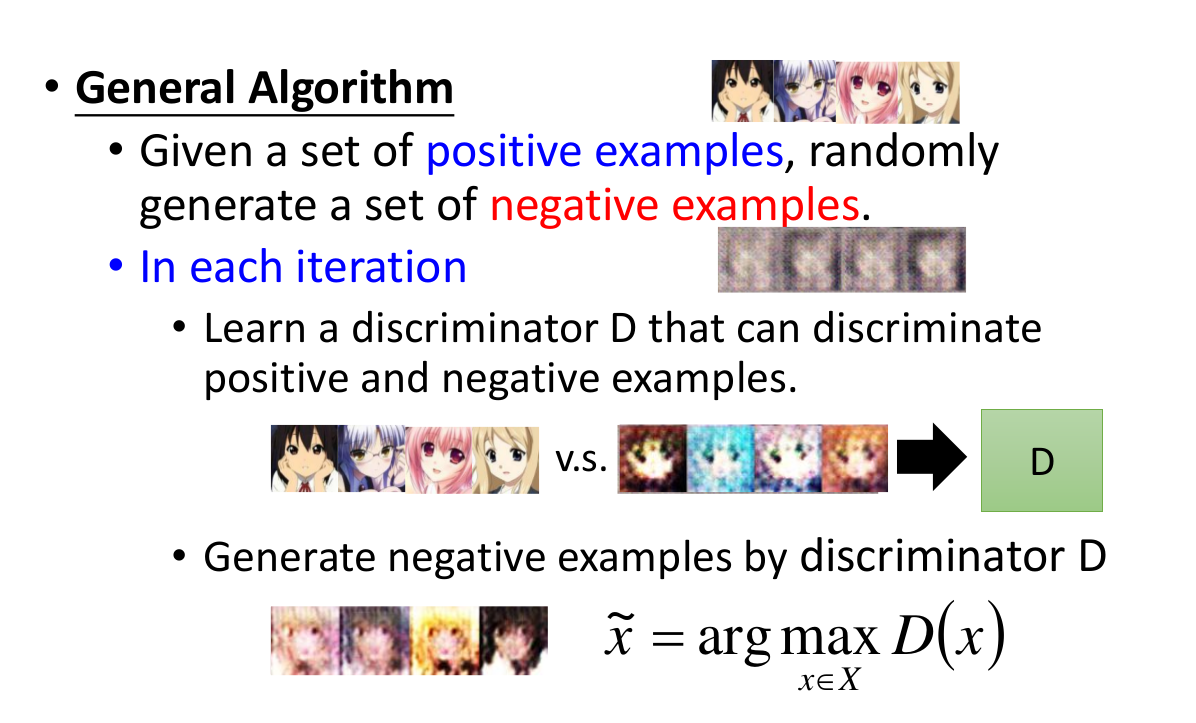 • General Algorithm
• Given a set of positive examples, randomly
generate a set of negative examples.
• In each iteration
• Learn a discriminator D that can discriminate
positive and negative examples.
v.s.
D
• Generate negative examples by discriminator D
x̃ = arg max D(x)
x∈X